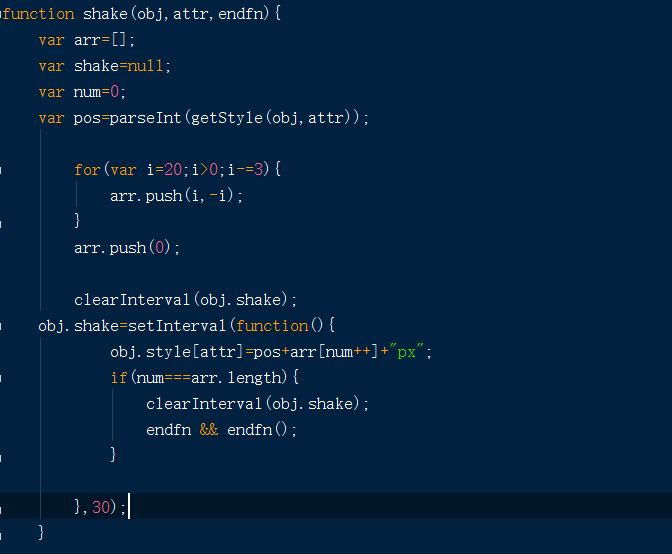 function shake(obj,attr,endfn){
var arr=[];
var shake=null;
var num=0;
var pos=parseInt(getStyle(obj,attr));
for(var i=20;i>0;i-=3){
arr.push(i,-i);
}
arr.push(0);
clearInterval(obj.shake);
obj.shake=setInterval(function(){
obj.style[attr]=pos+arr[num++]+"px";
if(num===arr.length){
clearInterval(obj.shake);
endfn && endfn();
}
},30);
}